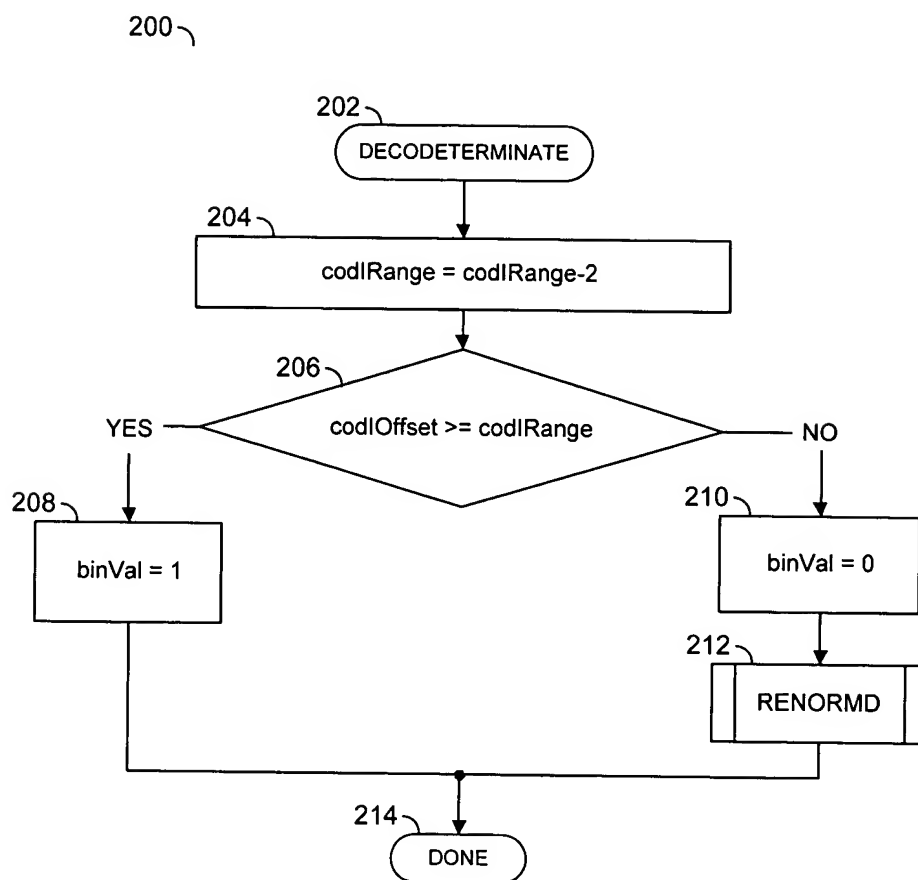 200
202
DECODETERMINATE
204
codIRange = codIRange-2
206
codIOffset >= codIRange
YES
NO
208
binVal = 1
210
binVal = 0
212
RENORMD
214
DONE